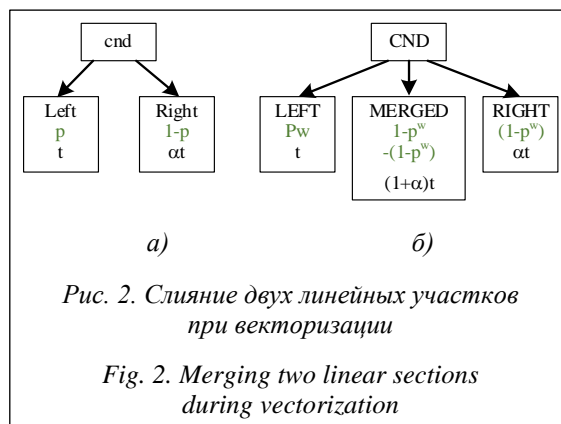 cnd
CND
Left
p
t
Right
1-p
αt
LEFT
Pw
t
MERGED
1-pʷ
-(1-pʷ)
(1+α)t
RIGHT
(1-pʷ)
αt
а)
б)
Рис. 2. Слияние двух линейных участков
при векторизации
Fig. 2. Merging two linear sections
during vectorization